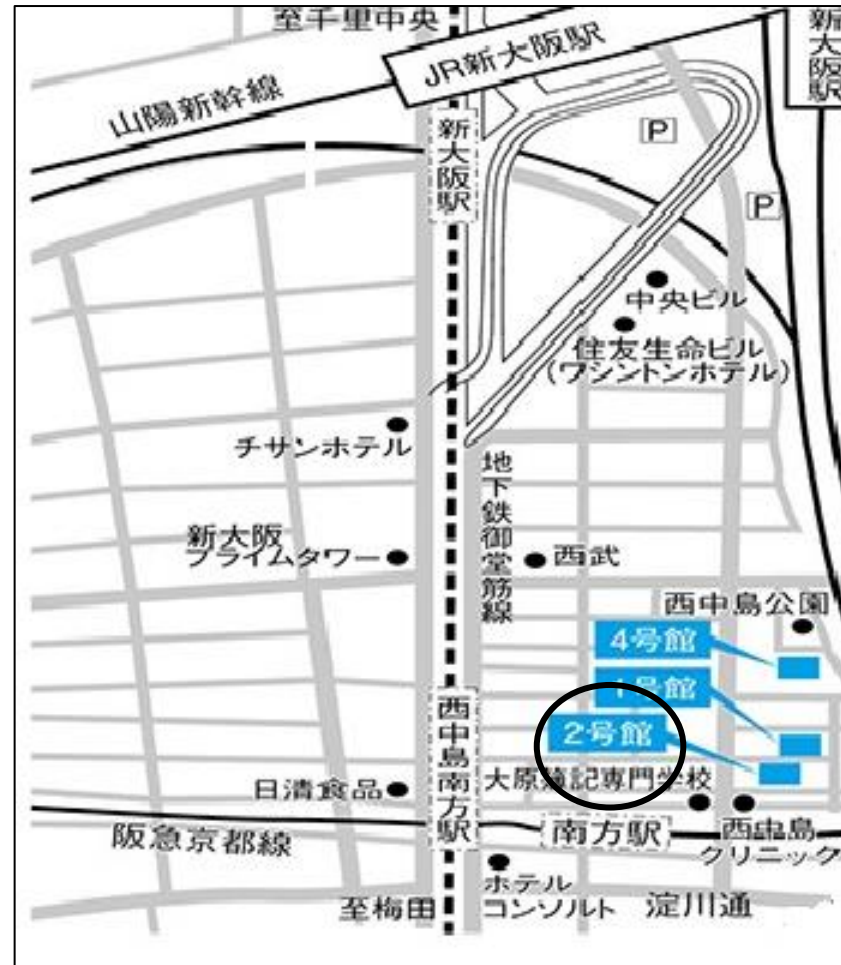 至千里中央
JR新大阪駅
新大阪駅
山陽新幹線
新大阪駅
P
P
中央ビル
住友生命ビル
(ワシントンホテル)
チサンホテル
地下鉄御堂筋線
新大阪
プライムタワー
西武
西中島公園
4号館
1号館
2号館
西中島南方駅
大原簿記専門学校
日清食品
阪急京都線
南方駅
西中島
クリニック
ホテル
コンソルト
至梅田
淀川通